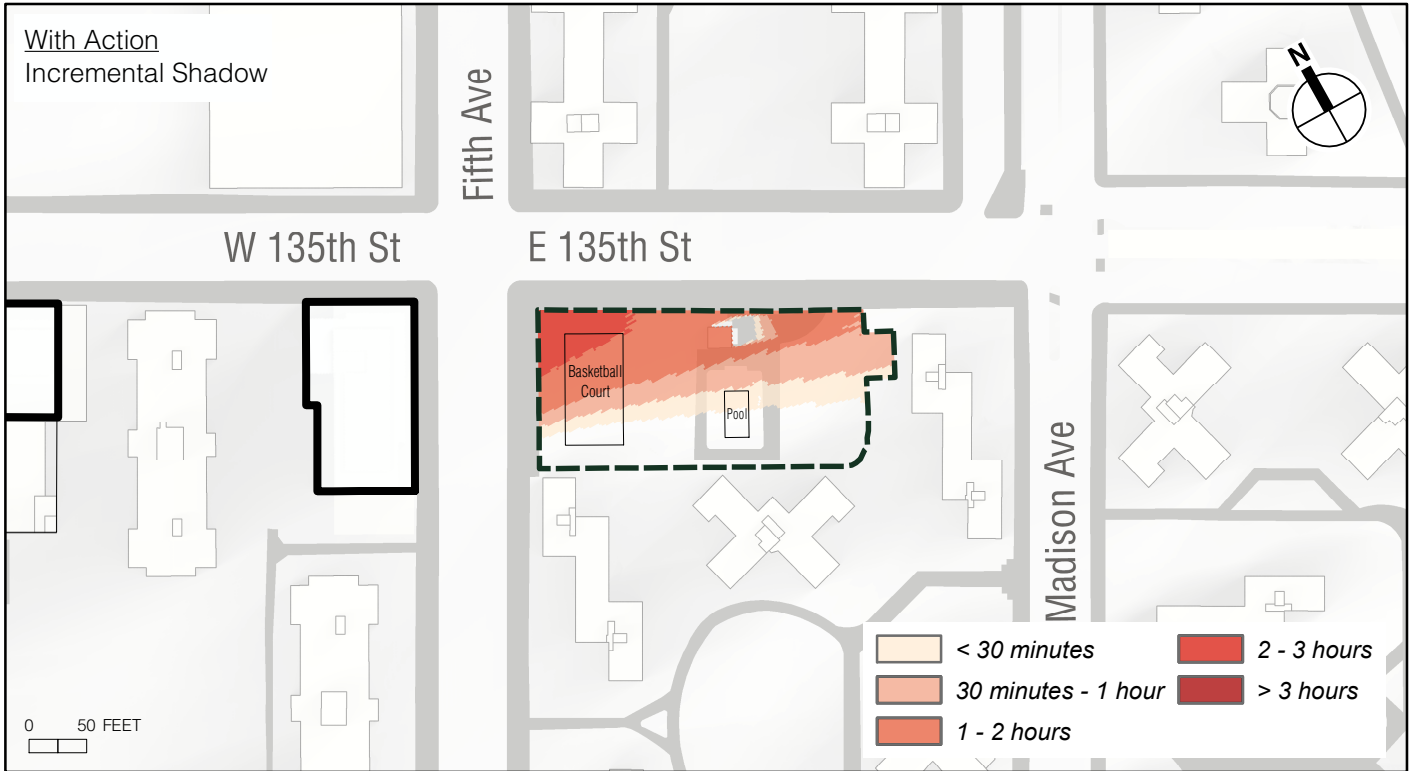 With Action
Incremental Shadow
N
Fifth Ave
W 135th St
E 135th St
Basketball
Court
Pool
Madison Ave
< 30 minutes
30 minutes - 1 hour
1 - 2 hours
2 - 3 hours
> 3 hours
0 50 FEET